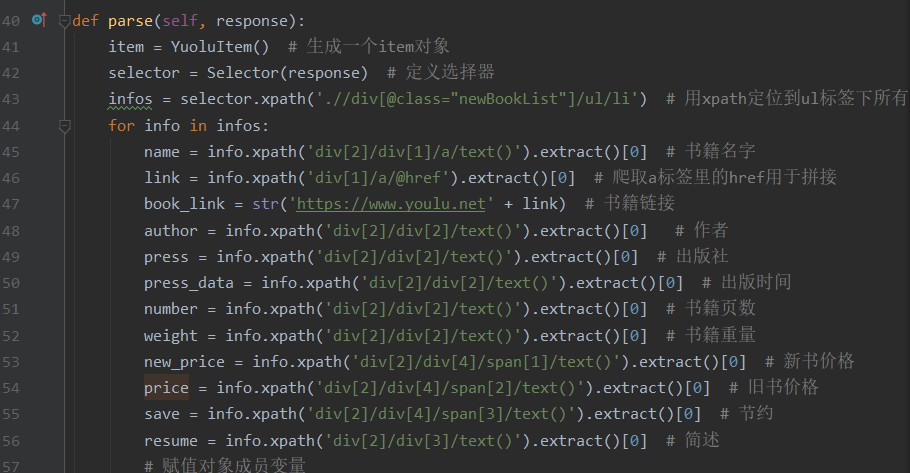 40 def parse(self, response):
41 item = YuoluItem()  # 生成一个item对象
42 selector = Selector(response)  # 定义选择器
43 infos = selector.xpath('.//div[@class="newBookList"]/ul/li')  # 用xpath定位到ul标签下所有
44 for info in infos:
45 name = info.xpath('div[2]/div[1]/a/text()').extract()[0]  # 书籍名字
46 link = info.xpath('div[1]/a/@href').extract()[0]  # 爬取a标签里的href用于拼接
47 book_link = str('https://www.youlu.net' + link)  # 书籍链接
48 author = info.xpath('div[2]/div[2]/text()').extract()[0]   # 作者
49 press = info.xpath('div[2]/div[2]/text()').extract()[0]  # 出版社
50 press_data = info.xpath('div[2]/div[2]/text()').extract()[0]  # 出版时间
51 number = info.xpath('div[2]/div[2]/text()').extract()[0]  # 书籍页数
52 weight = info.xpath('div[2]/div[2]/text()').extract()[0]  # 书籍重量
53 new_price = info.xpath('div[2]/div[4]/span[1]/text()').extract()[0]  # 新书价格
54 price = info.xpath('div[2]/div[4]/span[2]/text()').extract()[0]  # 旧书价格
55 save = info.xpath('div[2]/div[4]/span[3]/text()').extract()[0]  # 节约
56 resume = info.xpath('div[2]/div[3]/text()').extract()[0]  # 简述
57 # 赋值对象成员变量